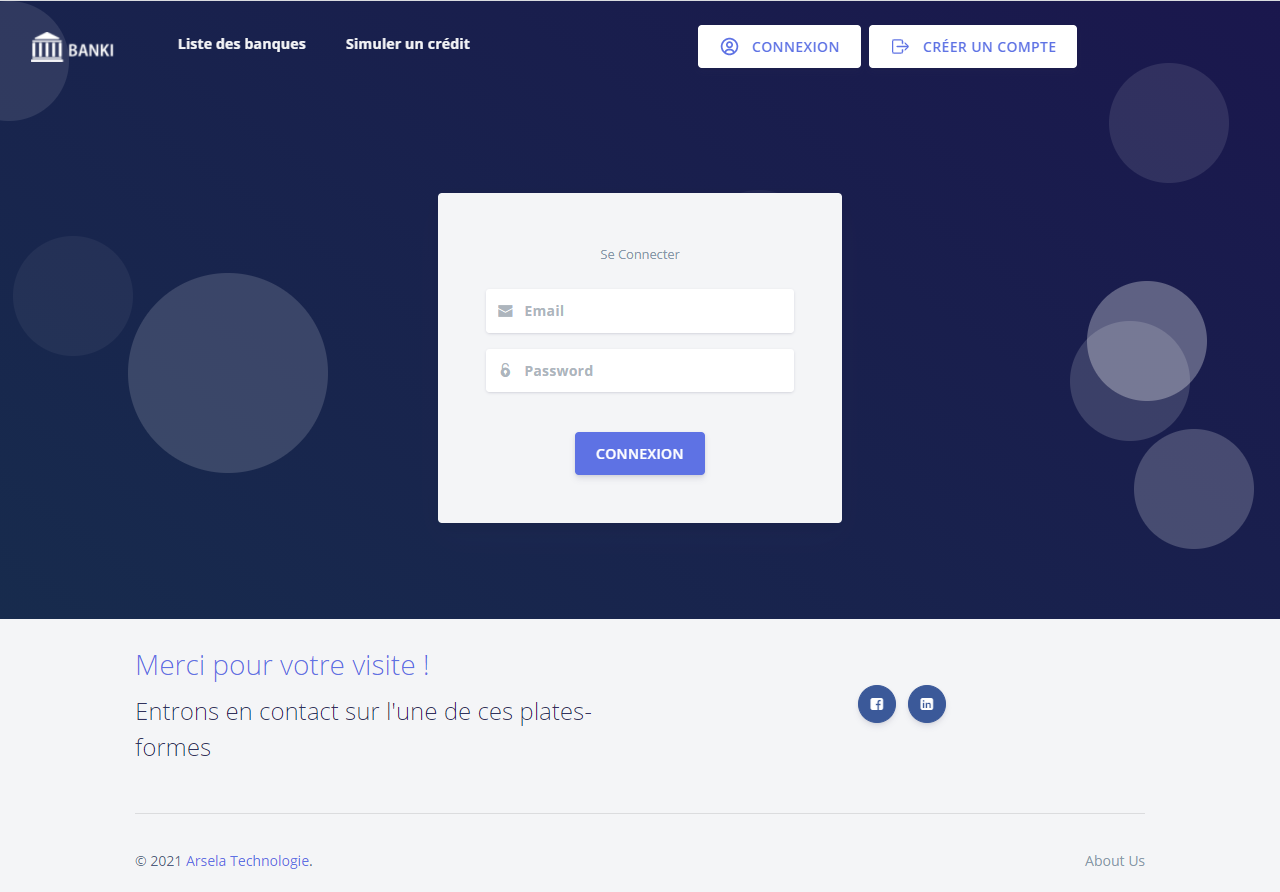 BANKI
Liste des banques
Simuler un crédit
CONNEXION
CRÉER UN COMPTE
Se Connecter
Email
Password
CONNEXION
Merci pour votre visite !
Entrons en contact sur l'une de ces plates-
formes
© 2021 Arsela Technologie.
About Us